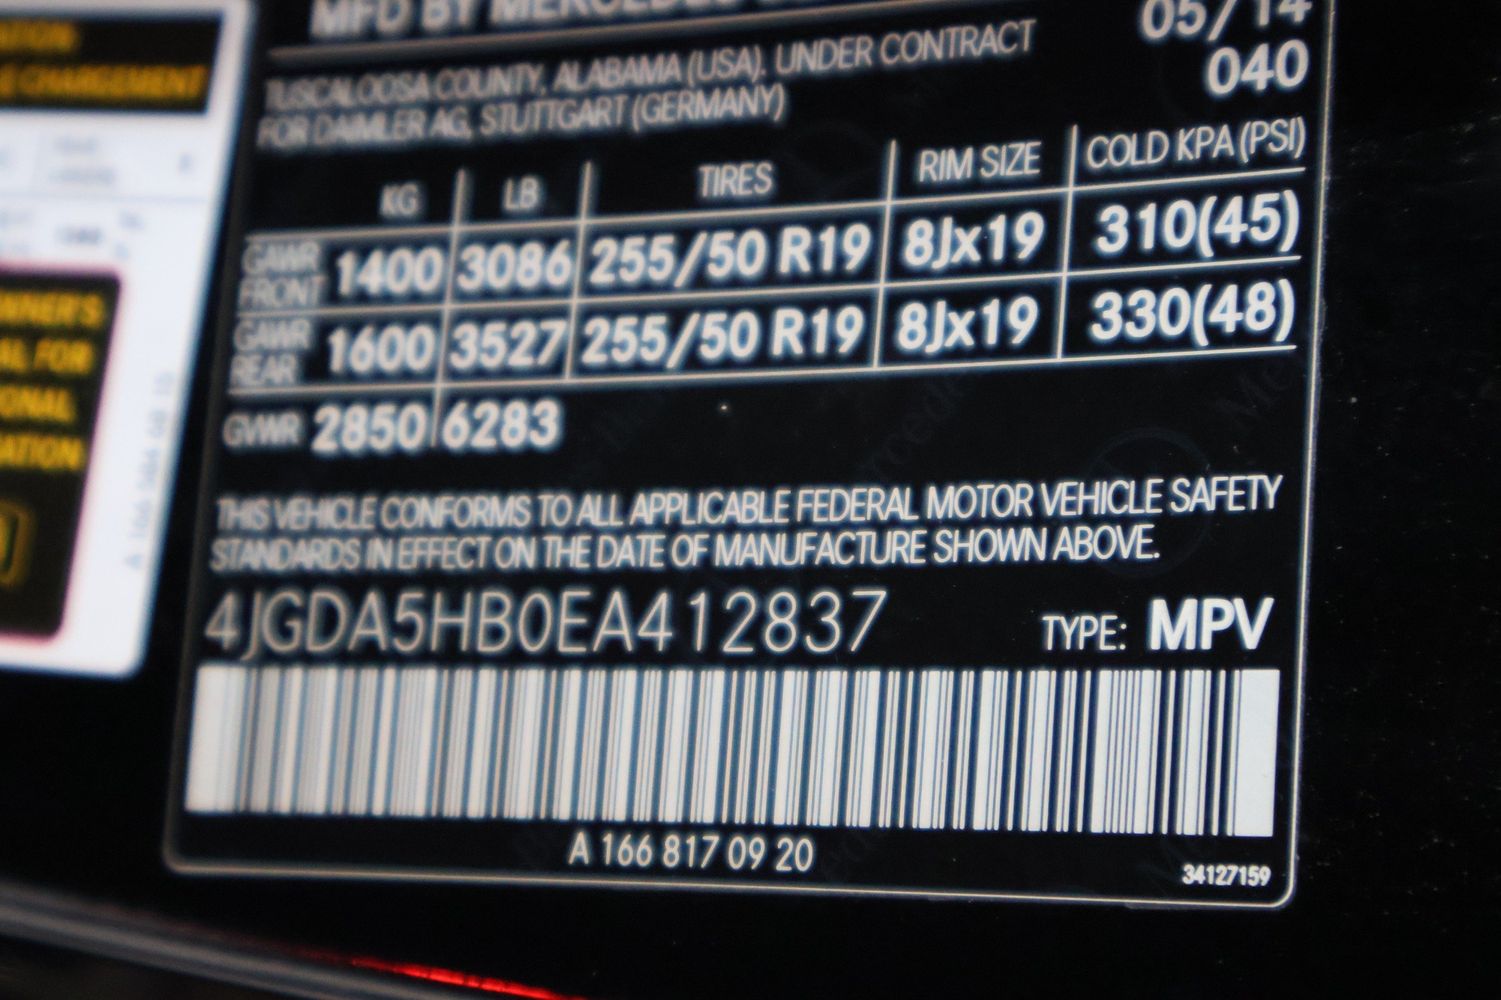 MFD BY MERCEDES
05/14
TUSCALOOSA COUNTY, ALABAMA (USA). UNDER CONTRACT
040
FOR DAIMLER AG, STUTTGART (GERMANY)
KG LB TIRES RIM SIZE COLD KPA (PSI)
GAWR FRONT 1400 3086 255/50 R19 8Jx19 310(45)
GAWR REAR 1600 3527 255/50 R19 8Jx19 330(48)
GVWR 2850 6283
THIS VEHICLE CONFORMS TO ALL APPLICABLE FEDERAL MOTOR VEHICLE SAFETY
STANDARDS IN EFFECT ON THE DATE OF MANUFACTURE SHOWN ABOVE.
4JGDA5HB0EA412837 TYPE: MPV
A 166 817 09 20
34127159